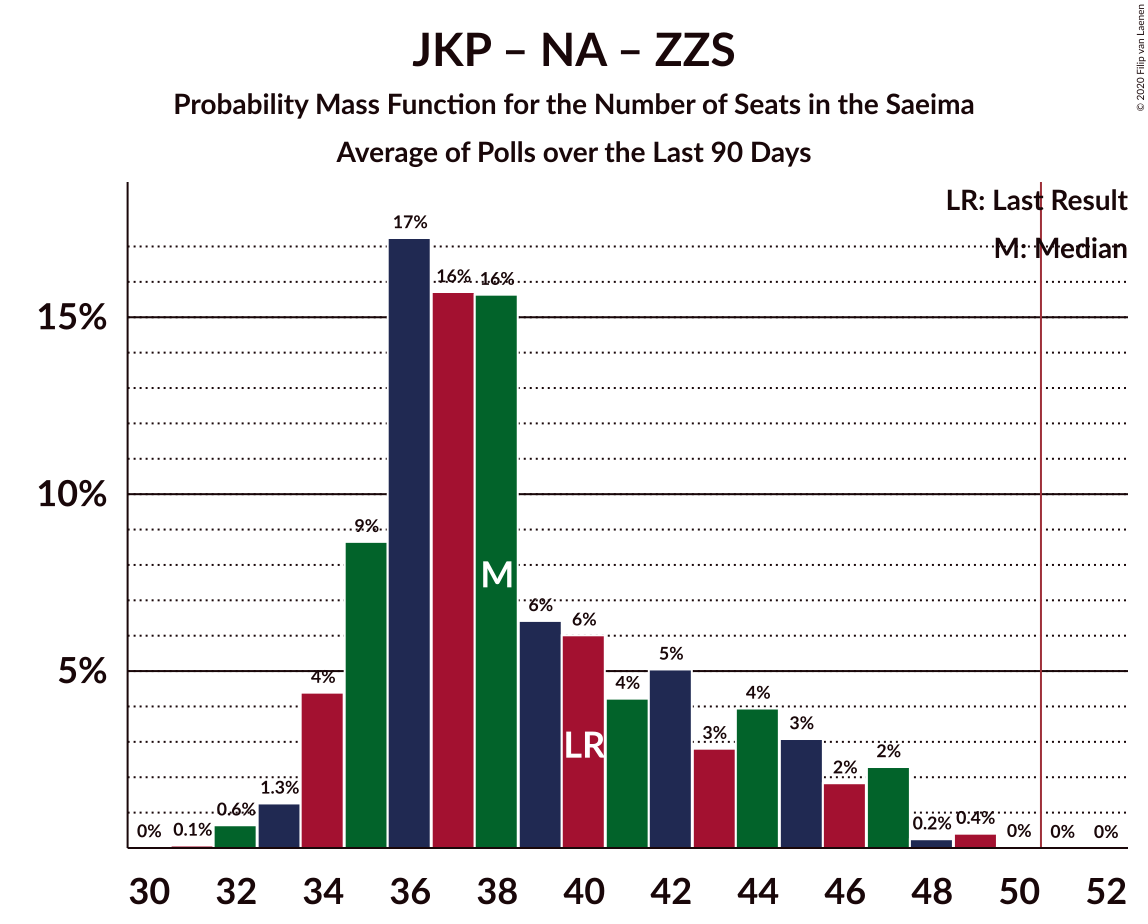 JKP – NA – ZZS
Probability Mass Function for the Number of Seats in the Saeima
Average of Polls over the Last 90 Days
© 2020 Filip van Laenen
LR: Last Result
M: Median
17%
16% 16%
15%
10%
9%
M
6%
6%
5%
5%
4%
4%
4%
LR
3%
3%
2%
2%
1.3%
0.6%
0% 0.1%
0.2% 0.4% 0% 0% 0%
30 32 34 36 38 40 42 44 46 48 50 52